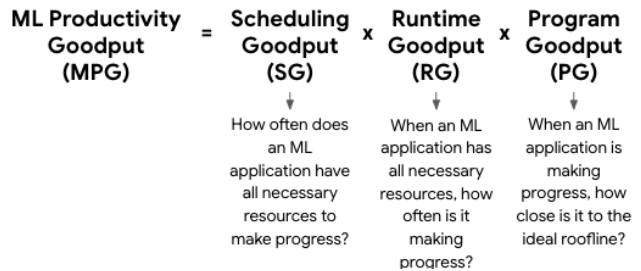 ML Productivity
Goodput
(MPG)
=
Scheduling
Goodput
(SG)
x
Runtime
Goodput
(RG)
x
Program
Goodput
(PG)
How often does
an ML
application have
all necessary
resources to
make progress?
When an ML
application has
all necessary
resources, how
often is it
making
progress?
When an ML
application is
making
progress, how
close is it to the
ideal roofline?